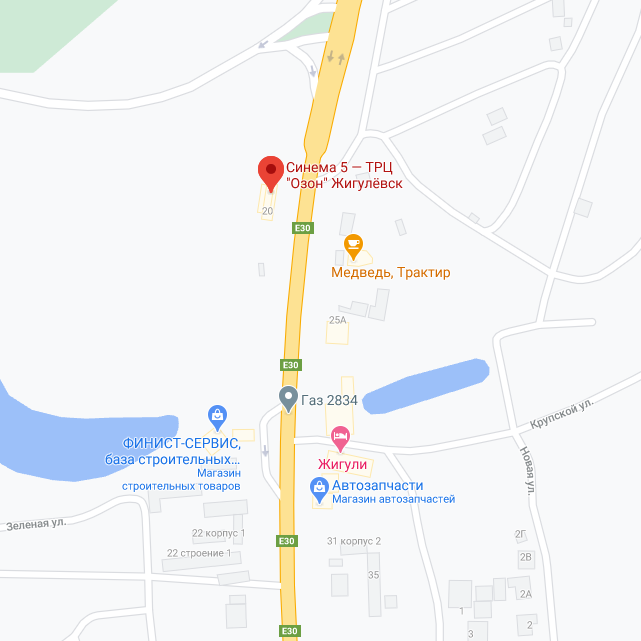 Синема 5 — ТРЦ
"Озон" Жигулёвск
20
E30
Медведь, Трактир
25А
E30
Газ 2834
Крупской ул.
ФИНИСТ-СЕРВИС,
база строительных...
Магазин
строительных товаров
Жигули
Новая ул.
Автозапчасти
Магазин автозапчастей
Зеленая ул.
22 корпус 1
E30
31 корпус 2
2Г
22 строение 1
2В
35
2А
1
2
3
E30